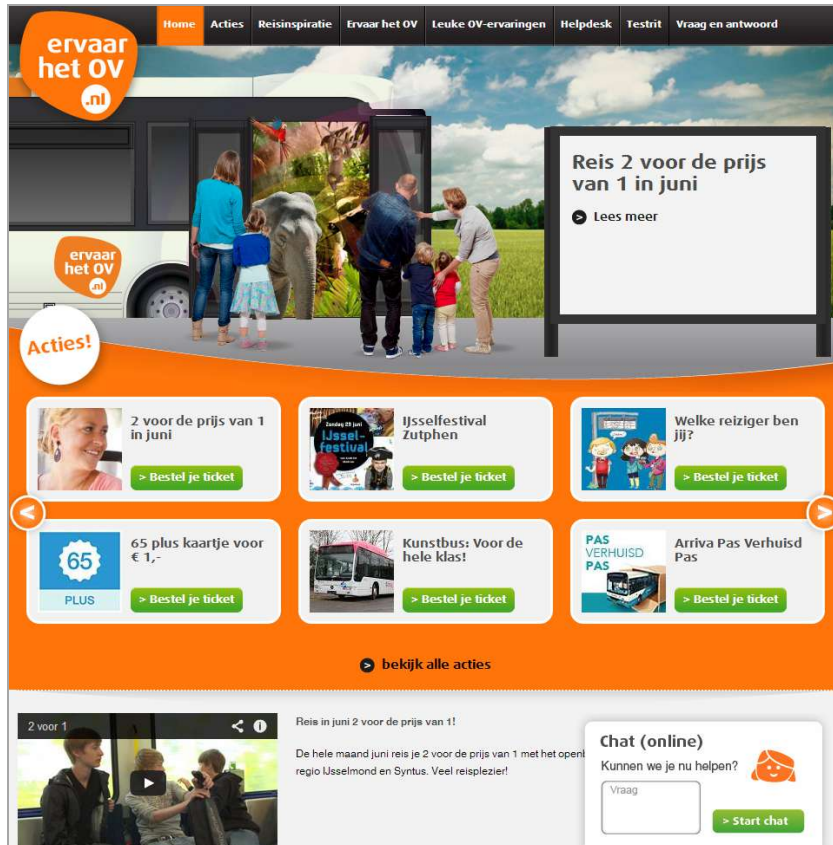 ervaar
het OV
.nl
Home Acties Reisinspiratie Ervaar het OV Leuke OV-ervaringen Helpdesk Testrit Vraag en antwoord
Reis 2 voor de prijs
van 1 in juni
> Lees meer
ervaar
het OV
.nl
Acties!
2 voor de prijs van 1
in juni
> Bestel je ticket
Zondag 29 juni
IJssel-
festival
IJsselfestival
Zutphen
> Bestel je ticket
Welke reiziger ben
jij?
> Bestel je ticket
<
>
65
PLUS
65 plus kaartje voor
€ 1,-
> Bestel je ticket
Kunstbus: Voor de
hele klas!
> Bestel je ticket
PAS
VERHUISD
PAS
Arriva Pas Verhuisd
Pas
> Bestel je ticket
> bekijk alle acties
2 voor 1
Reis in juni 2 voor de prijs van 1!
De hele maand juni reis je 2 voor de prijs van 1 met het openb
regio IJsselmond en Syntus. Veel reisplezier!
Chat (online)
Kunnen we je nu helpen?
Vraag
> Start chat